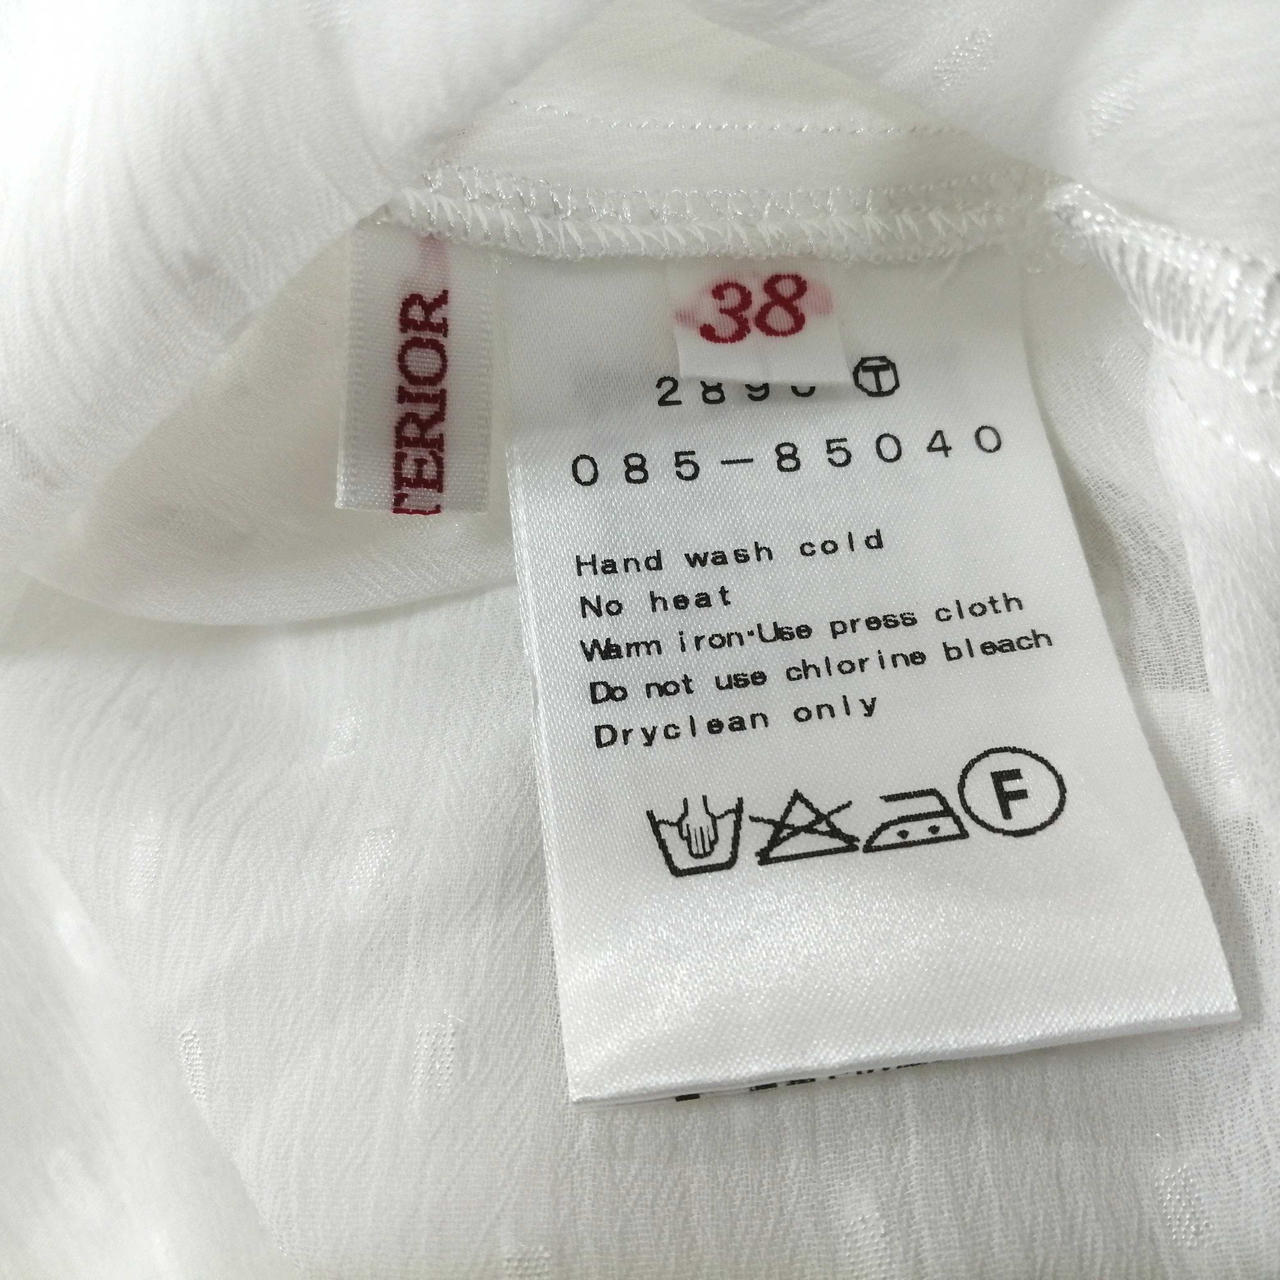 TERIOR
38
T
085-85040
Hand wash cold
No heat
Warm iron·Use press cloth
Do not use chlorine bleach
Dryclean only
F